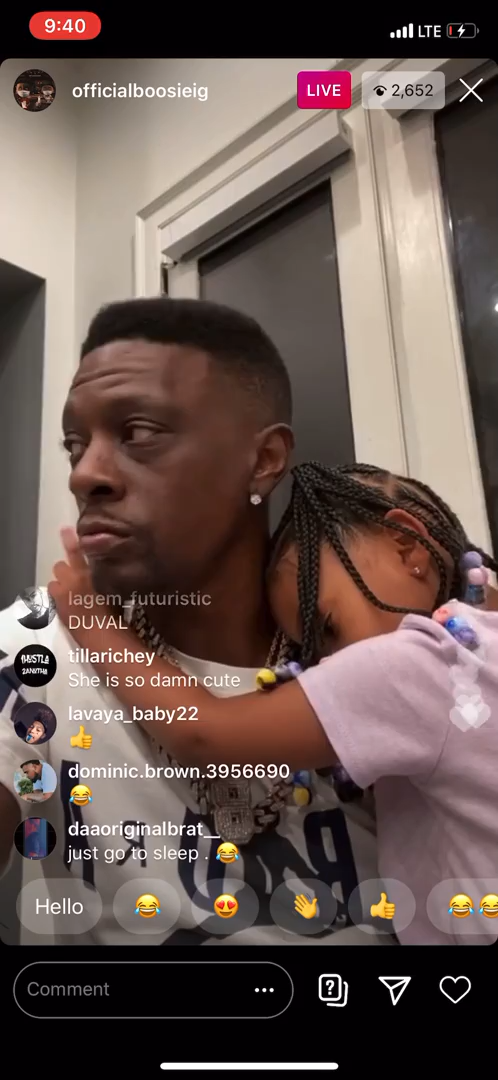 9:40
LTE
officialboosieig
LIVE
2,652
lagem_futuristic
DUVAL
tillarichey
She is so damn cute
lavaya_baby22
👍
dominic.brown.3956690
😂
daaoriginalbrat__
just go to sleep . 😂
Hello
😂
😍
👋
👍
😂😂
Comment